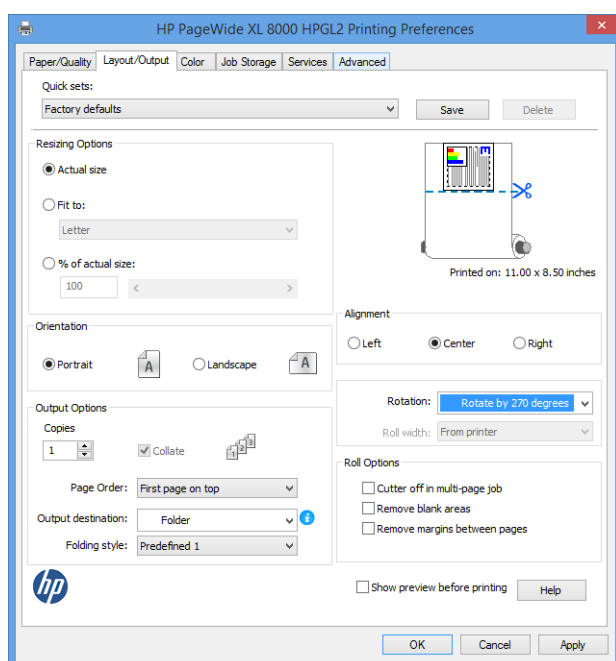 HP PageWide XL 8000 HPGL2 Printing Preferences
Paper/Quality Layout/Output Color Job Storage Services Advanced
Quick sets:
Factory defaults Save Delete
Resizing Options
Actual size
Fit to:
Letter
% of actual size:
100
Printed on: 11.00 x 8.50 inches
Orientation
Portrait A Landscape A
Alignment
Left Center Right
Output Options
Copies
1 Collate 1 2 3
Page Order: First page on top
Output destination: Folder i
Folding style: Predefined 1
Rotation: Rotate by 270 degrees
Roll width: From printer
Roll Options
Cutter off in multi-page job
Remove blank areas
Remove margins between pages
hp
Show preview before printing Help
OK Cancel Apply